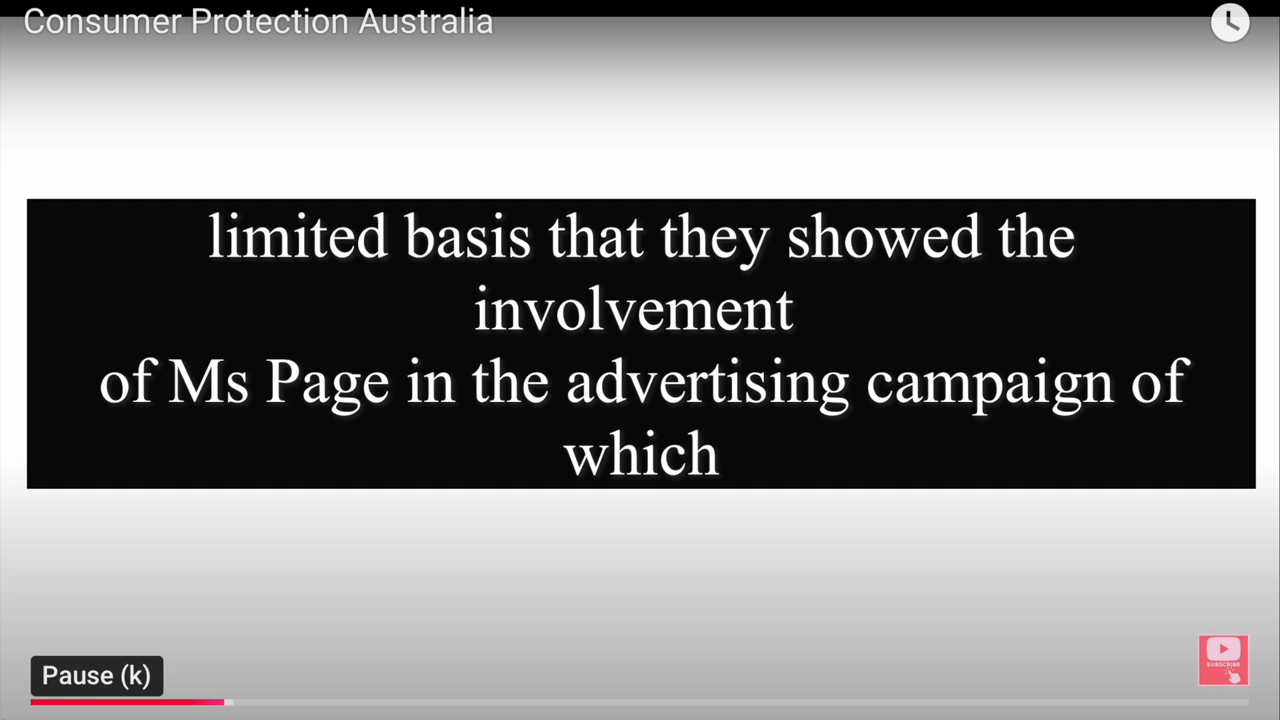 Consumer Protection Australia
limited basis that they showed the
involvement
of Ms Page in the advertising campaign of
which
SUBSCRIBE
Pause (k)